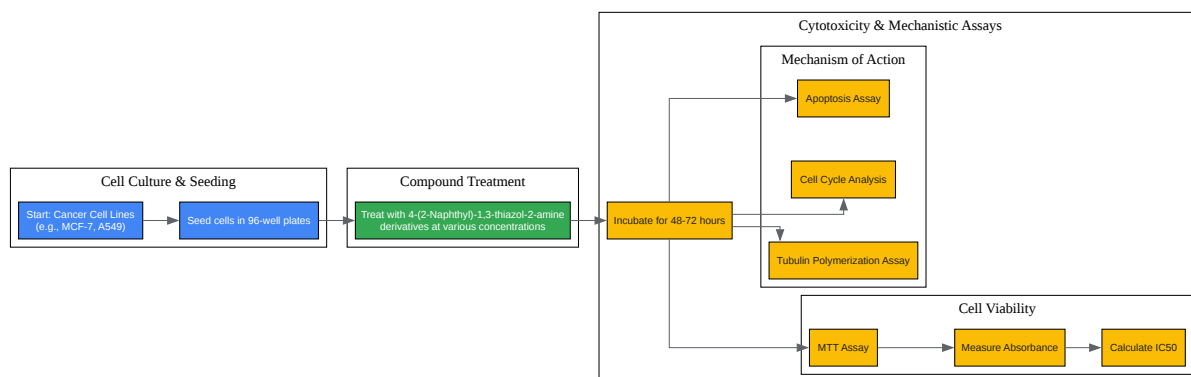 Cytotoxicity & Mechanistic Assays
Mechanism of Action
Apoptosis Assay
Cell Culture & Seeding
Start: Cancer Cell Lines
(e.g., MCF-7, A549)
Seed cells in 96-well plates
Compound Treatment
Treat with 4-(2-Naphthyl)-1,3-thiazol-2-amine
derivatives at various concentrations
Incubate for 48-72 hours
Cell Cycle Analysis
Tubulin Polymerization Assay
Cell Viability
MTT Assay
Measure Absorbance
Calculate IC50